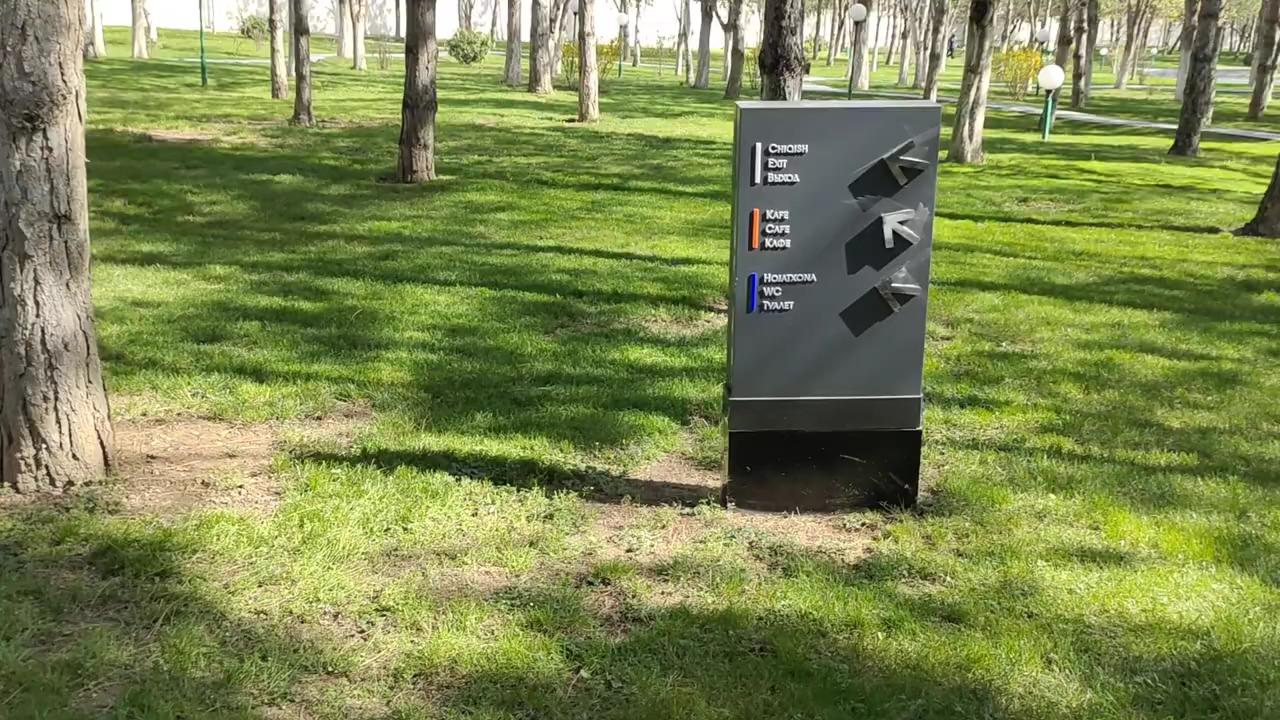 Chiqish
Exit
Выход
Kafe
Cafe
Кафе
Hojatxona
WC
Туалет